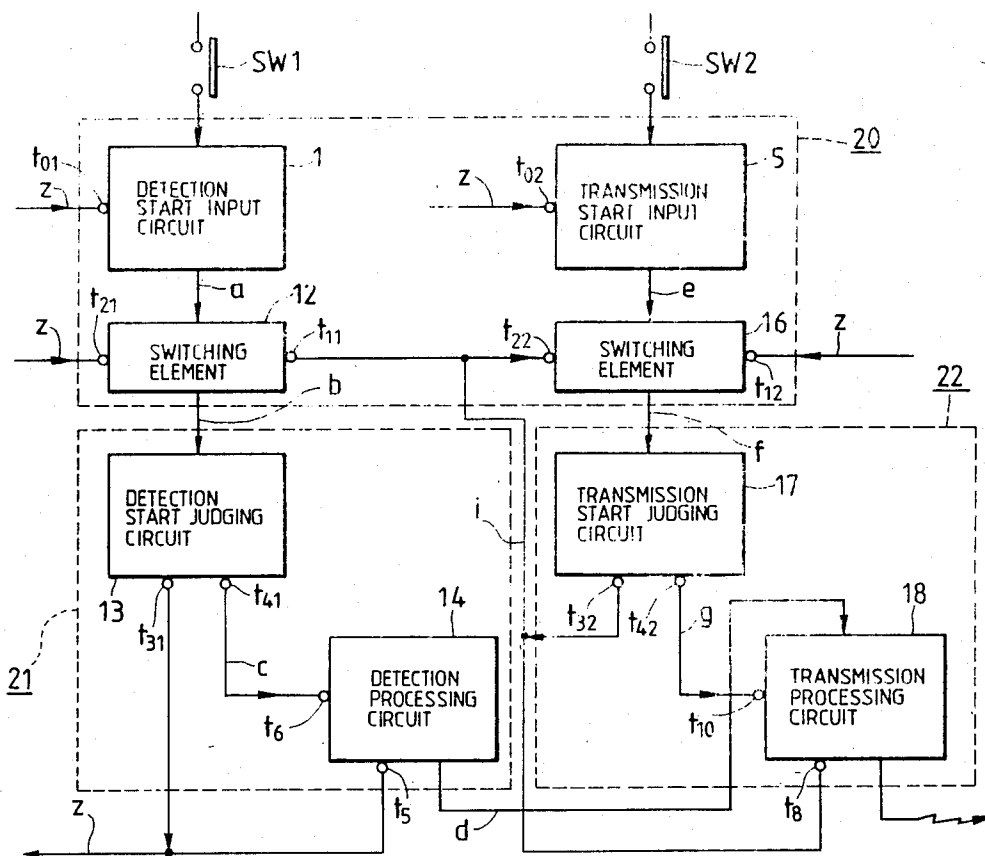 SW1
SW2
20
t01
1
t02
5
z
DETECTION
START INPUT
CIRCUIT
z
TRANSMISSION
START INPUT
CIRCUIT
a
e
12
16
t21
t11
t22
z
z
SWITCHING
ELEMENT
SWITCHING
ELEMENT
t12
b
f
22
DETECTION
START JUDGING
CIRCUIT
i
TRANSMISSION
START JUDGING
CIRCUIT
17
13
t31
t41
t32
t42
14
18
g
c
21
DETECTION
PROCESSING
CIRCUIT
TRANSMISSION
PROCESSING
CIRCUIT
t6
t10
t5
d
t8
z